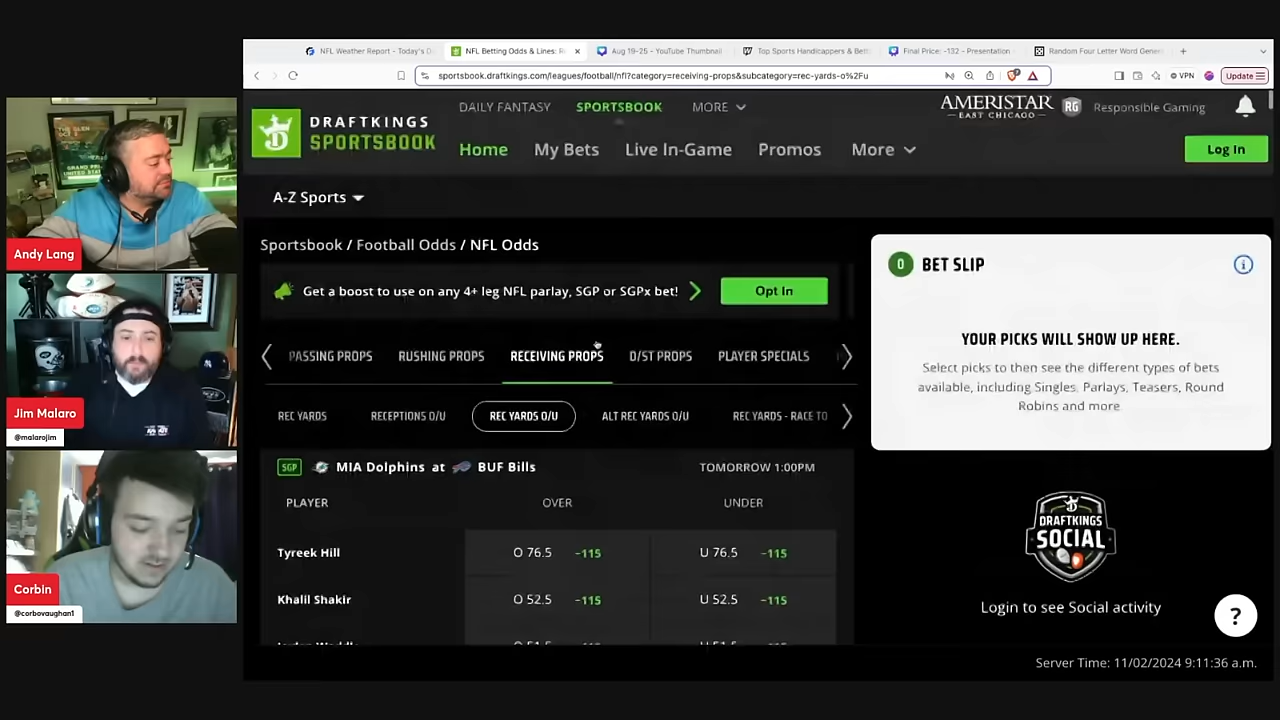 NFL Weather Report - Today's D
NFL Betting Odds & Lines: R
Aug 19-25 - YouTube Thumbnail
Top Sports Handicappers & Bett
Final Price: -132 - Presentation
Random Four Letter Word Gener
sportsbook.draftkings.com/leagues/football/nfl?category=receiving-props&subcategory=rec-yards-o%2Fu
VPN
Update
DRAFTKINGS
SPORTSBOOK
DAILY FANTASY
SPORTSBOOK
MORE
AMERISTAR
EAST CHICAGO
RG
Responsible Gaming
Home
My Bets
Live In-Game
Promos
More
Log In
A-Z Sports
Sportsbook / Football Odds / NFL Odds
Get a boost to use on any 4+ leg NFL parlay, SGP or SGPx bet!
Opt In
PASSING PROPS
RUSHING PROPS
RECEIVING PROPS
D/ST PROPS
PLAYER SPECIALS
REC YARDS
RECEPTIONS O/U
REC YARDS O/U
ALT REC YARDS O/U
REC YARDS - RACE TO
SGP
MIA Dolphins at BUF Bills
TOMORROW 1:00PM
PLAYER
OVER
UNDER
Tyreek Hill
O 76.5 -115
U 76.5 -115
Khalil Shakir
O 52.5 -115
U 52.5 -115
0
BET SLIP
YOUR PICKS WILL SHOW UP HERE.
Select picks to then see the different types of bets
available, including Singles, Parlays, Teasers, Round
Robins and more
DRAFTKINGS
SOCIAL
Login to see Social activity
?
Server Time: 11/02/2024 9:11:36 a.m.
Andy Lang
Jim Malaro
@malarojim
Corbin
@corbovaughan1